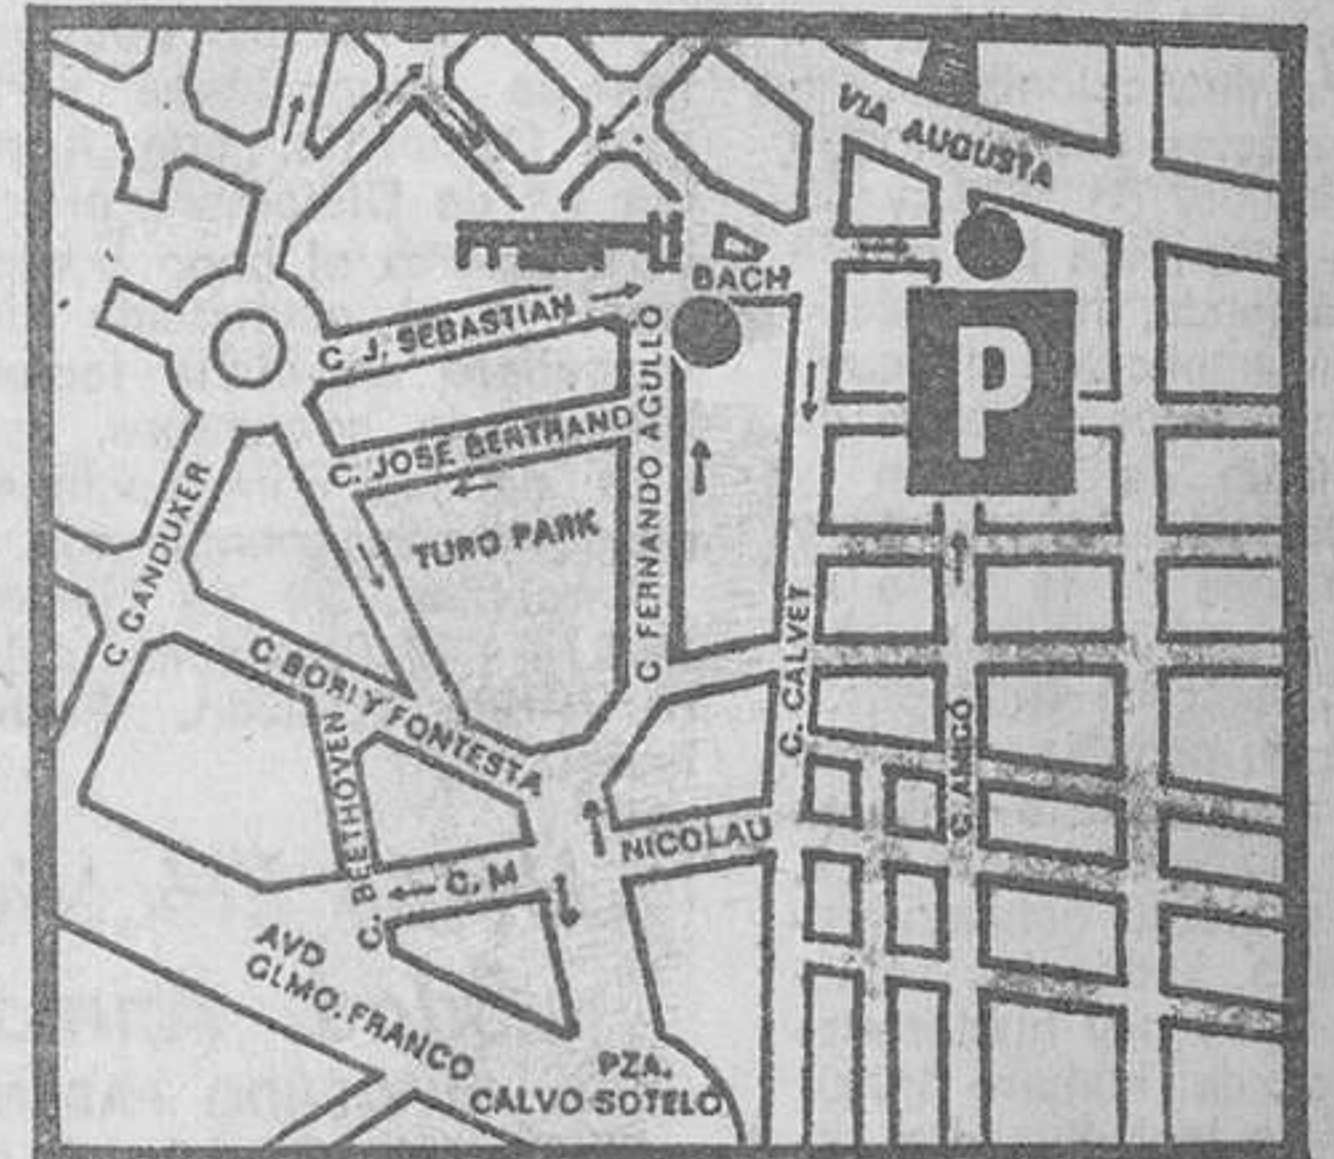 VIA AUGUSTA
BACH
C. J. SEBASTIAN
P
C. JOSE BERTRAND
C FERNANDO AGULLO
TURO PARK
C GANDUXER
C. CALVET
C BORI Y FONTESTA
C. BEETHOVEN
C. AMIGÓ
NICOLAU
C. M
AVD
GLMO. FRANCO
PZA.
CALVO SOTELO